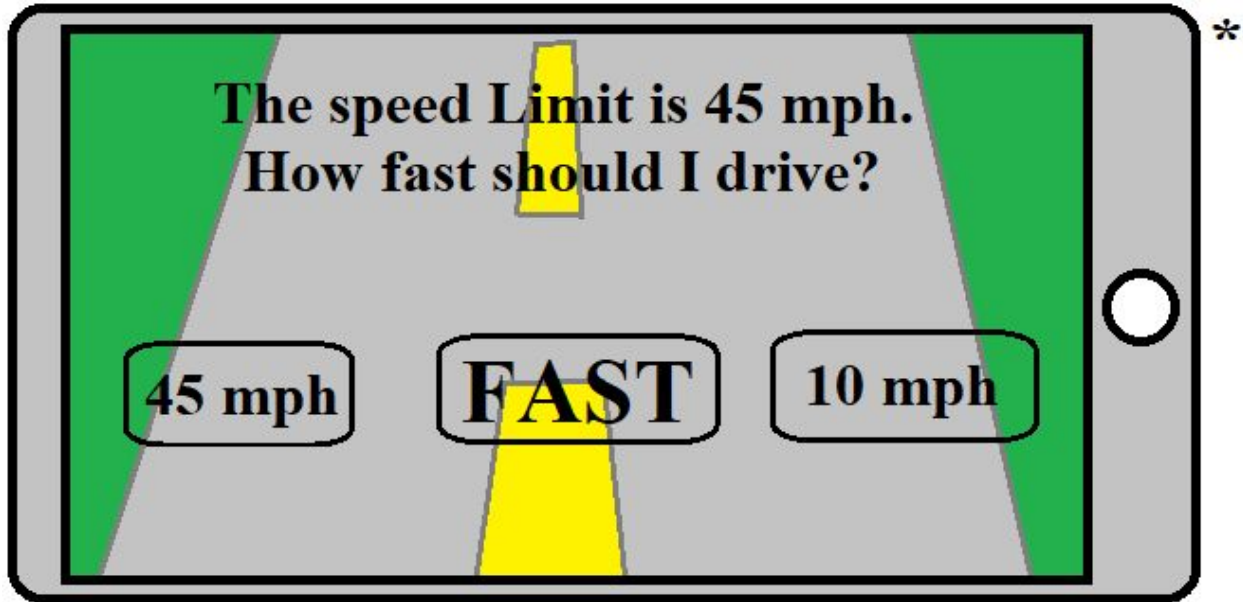 *
The speed Limit is 45 mph.
How fast should I drive?
45 mph FAST 10 mph